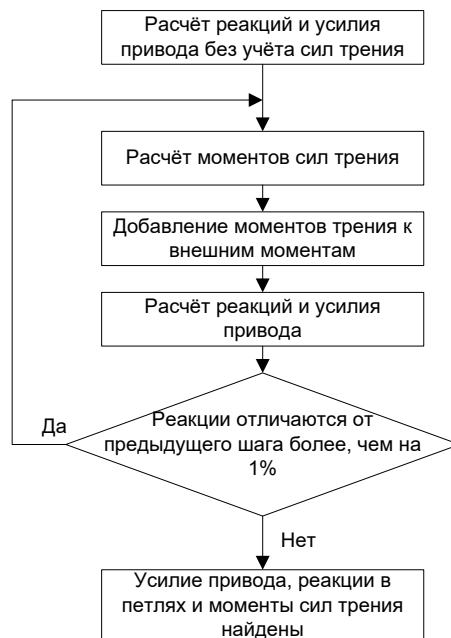 Расчёт реакций и усилия
привода без учёта сил трения
Расчёт моментов сил трения
Добавление моментов трения к
внешним моментам
Расчёт реакций и усилия
привода
Реакции отличаются от
предыдущего шага более, чем на
1%
Да
Нет
Усилие привода, реакции в
петлях и моменты сил трения
найдены